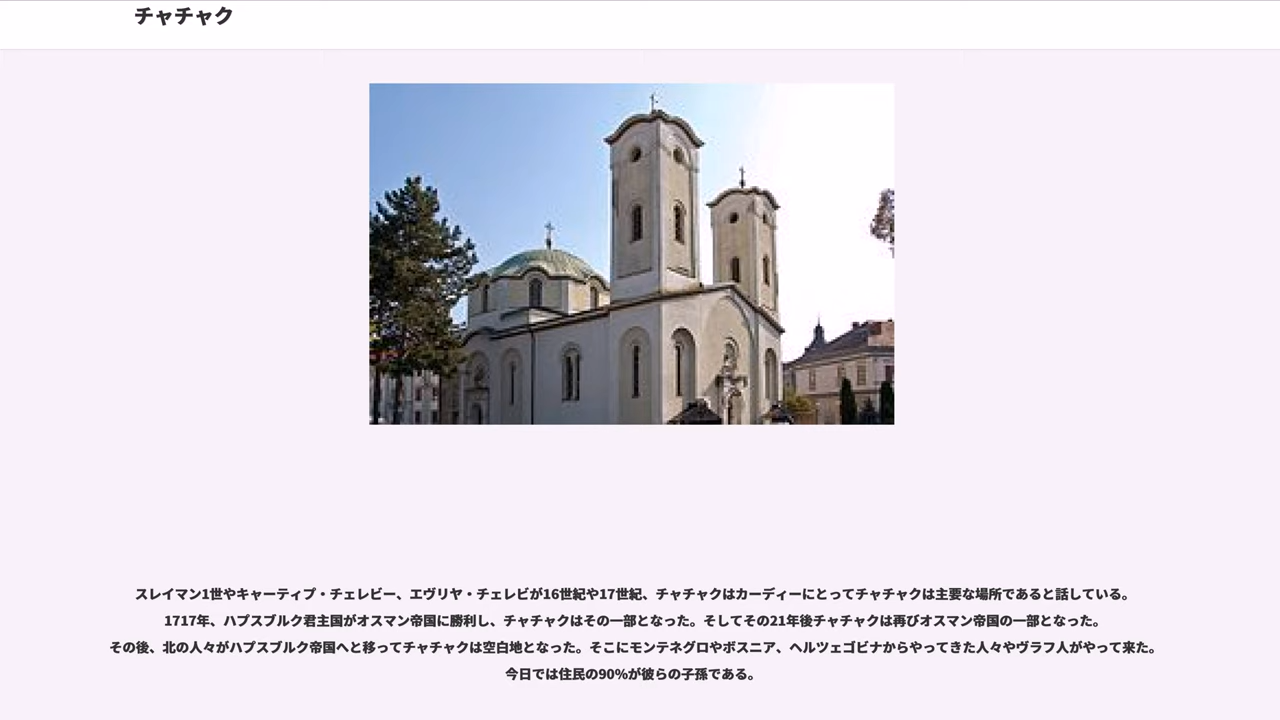 チャチャク
スレイマン1世やキャーティプ・チェレビー、エヴリヤ・チェレビが16世紀や17世紀、チャチャクはカーディーにとってチャチャクは主要な場所であると話している。
1717年、ハプスブルク君主国がオスマン帝国に勝利し、チャチャクはその一部となった。そしてその21年後チャチャクは再びオスマン帝国の一部となった。
その後、北の人々がハプスブルク帝国へと移ってチャチャクは空白地となった。そこにモンテネグロやボスニア、ヘルツェゴビナからやってきた人々やヴラフ人がやって来た。
今日では住民の90%が彼らの子孫である。